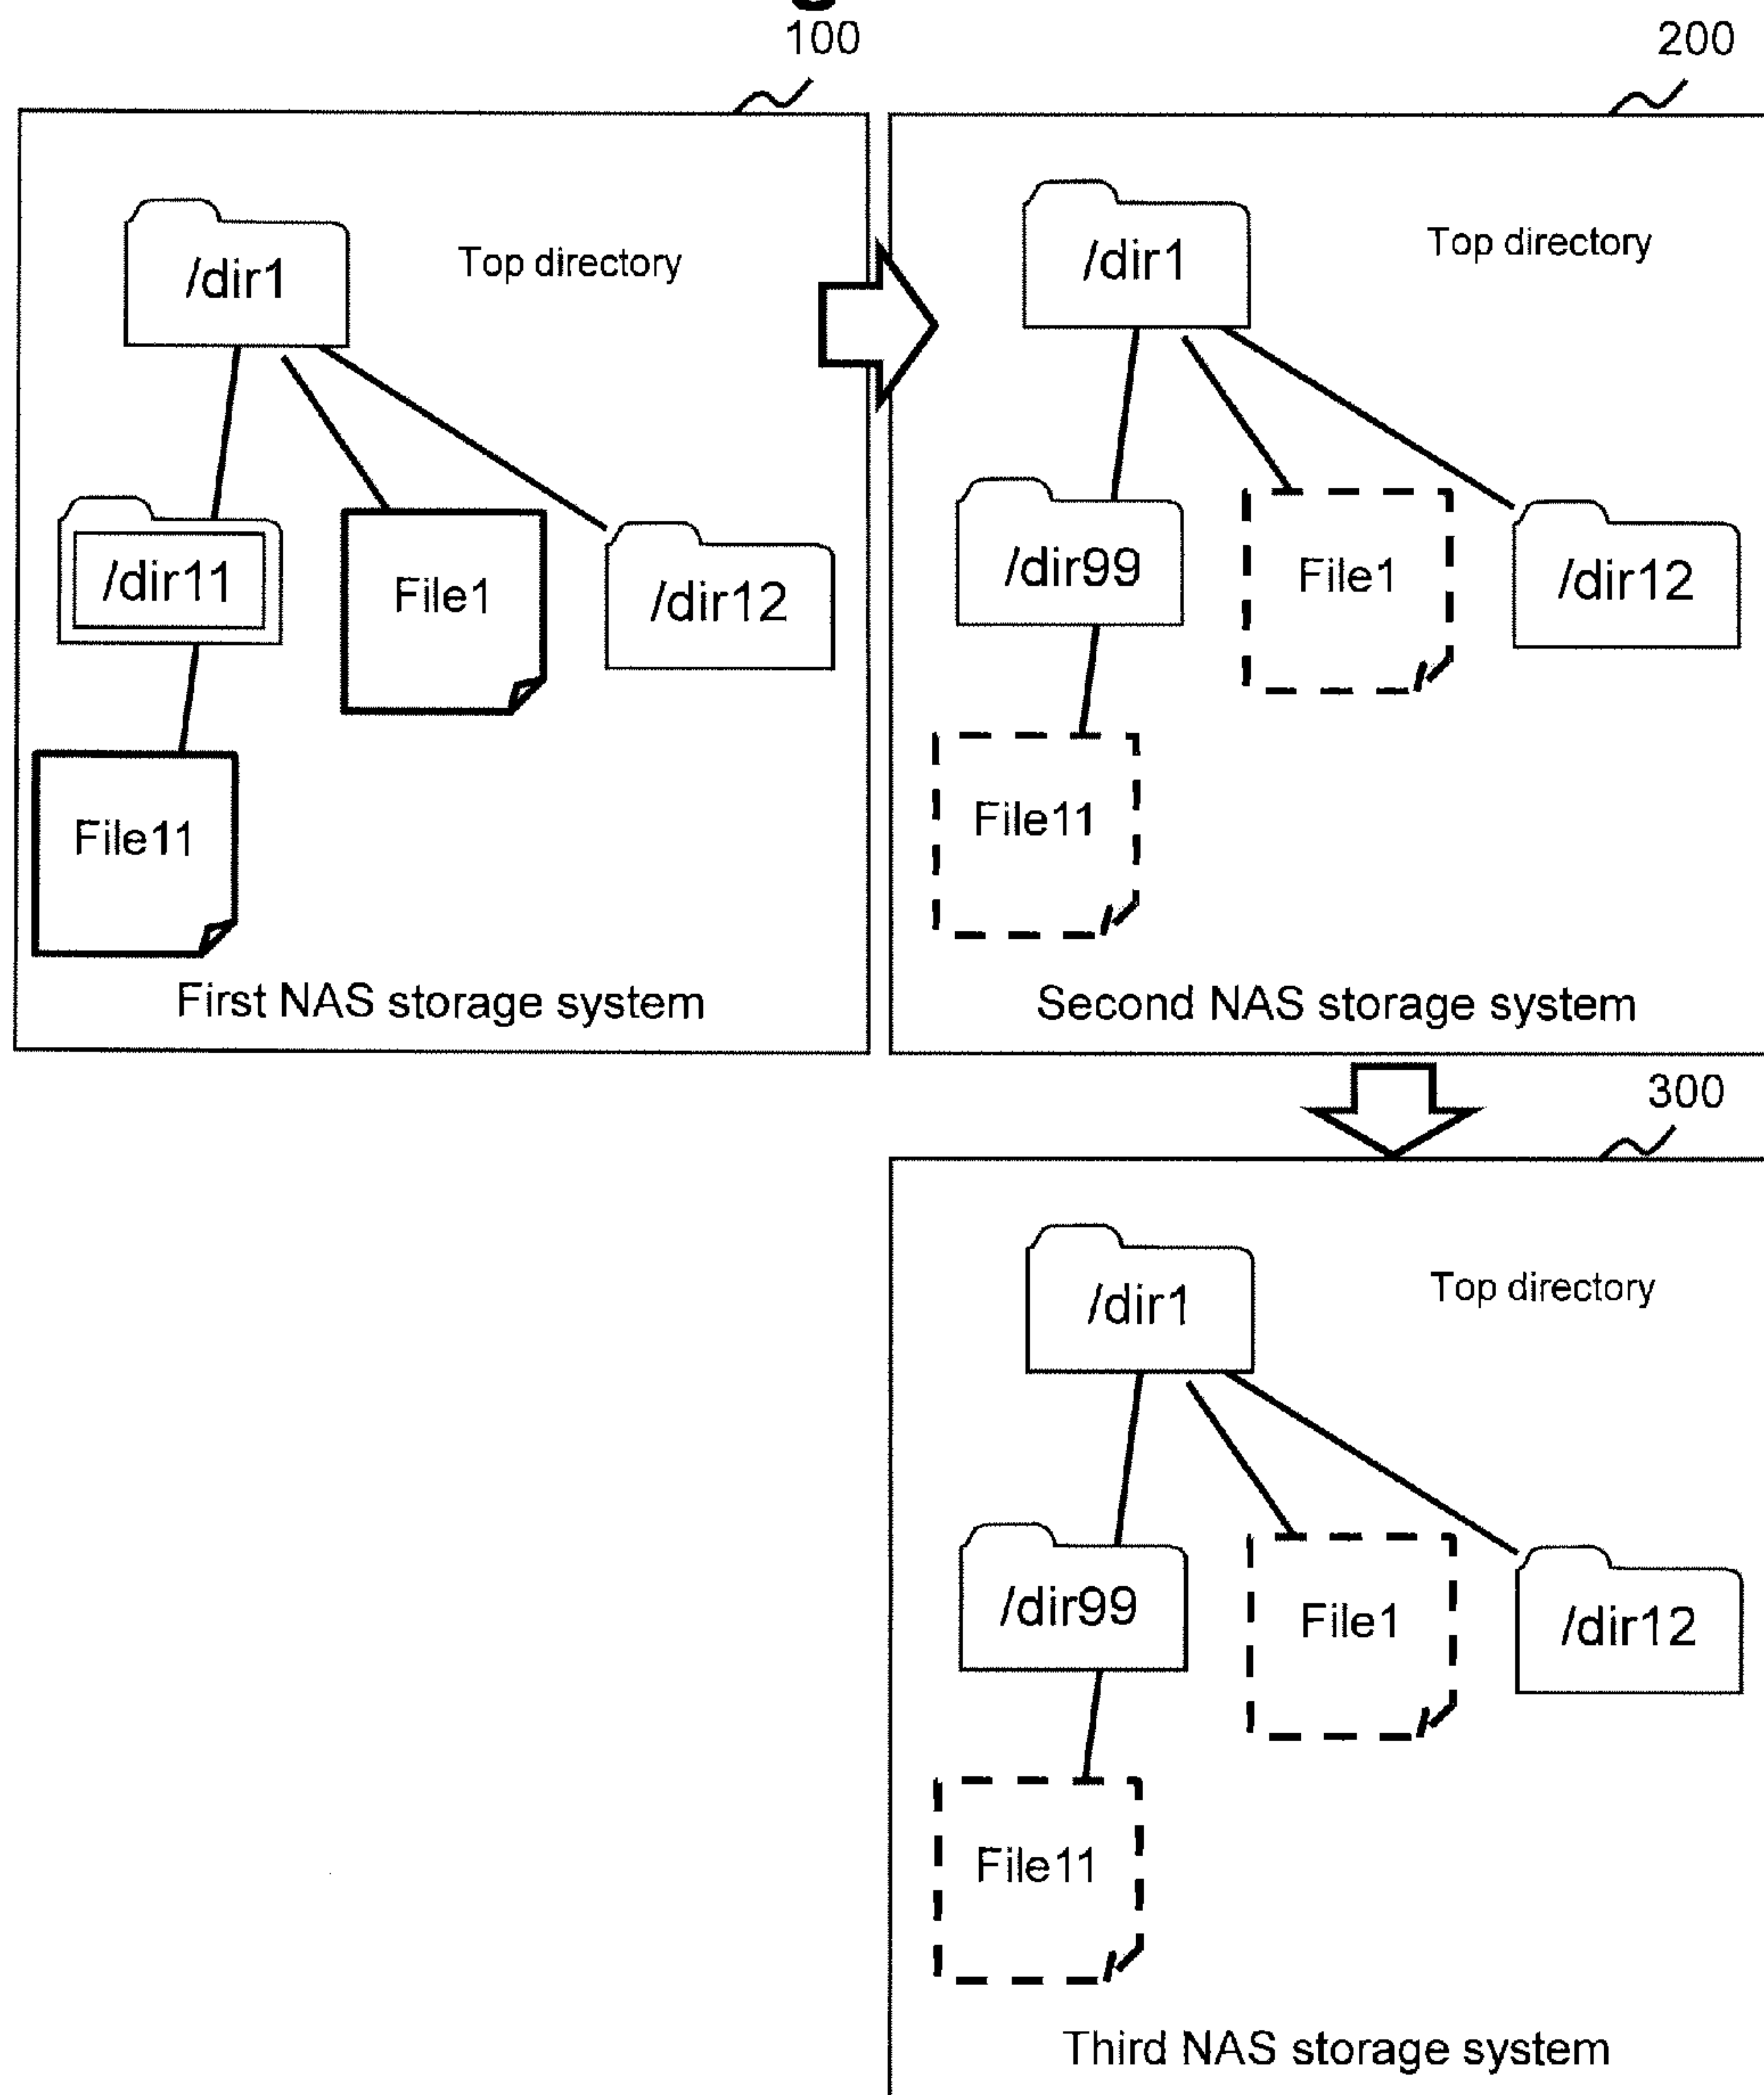 100
200
/dir1
Top directory
/dir1
Top directory
/dir11
File1
/dir12
/dir99
File1
/dir12
File11
File11
First NAS storage system
Second NAS storage system
300
/dir1
Top directory
/dir99
File1
/dir12
File11
Third NAS storage system